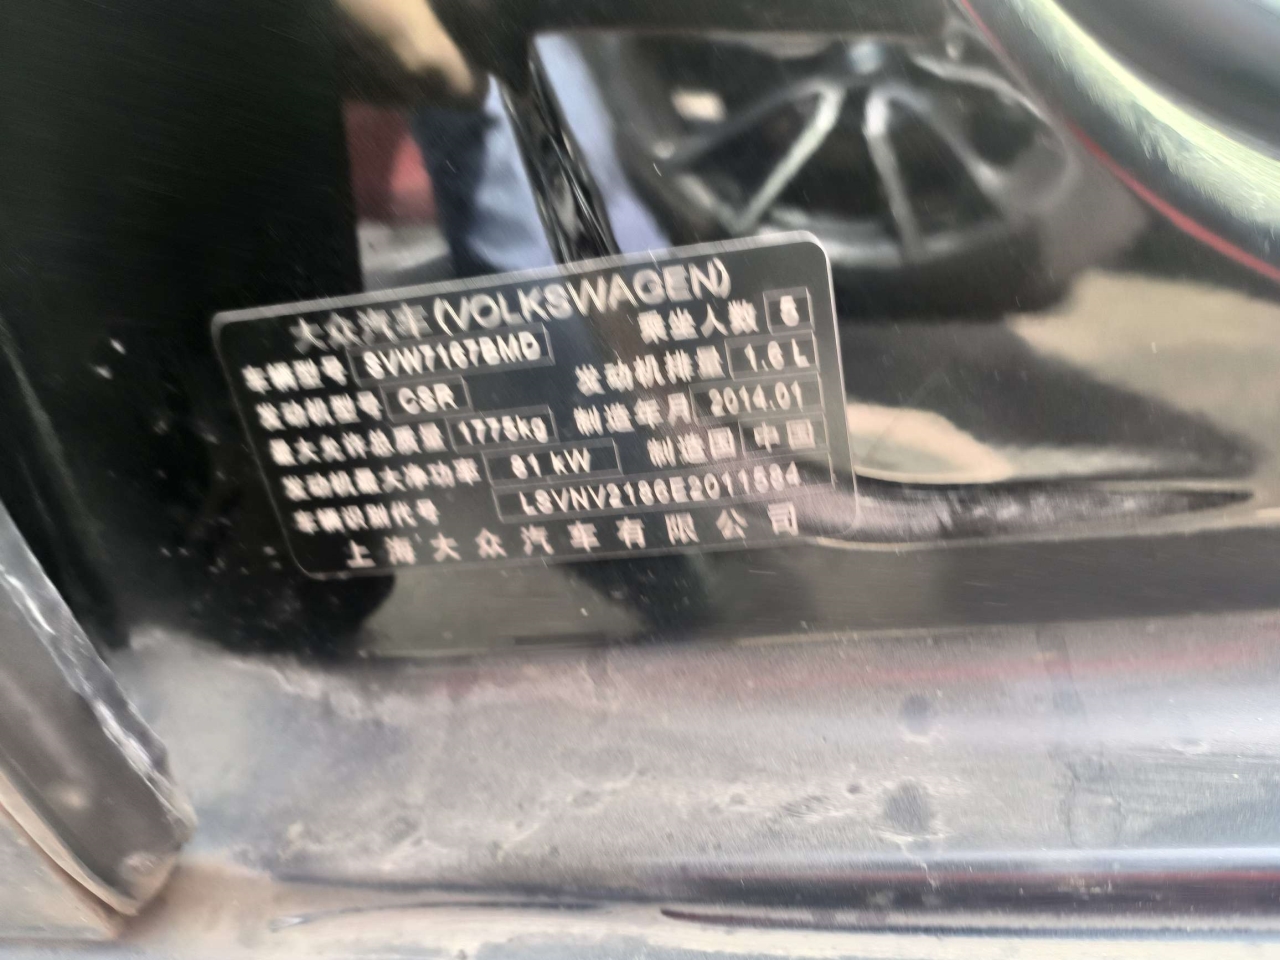 大众汽车(VOLKSWAGEN)
车辆型号 SVW7167BMD 乘坐人数 5
发动机型号 CSR 发动机排量 1.6 L
最大允许总质量 1775kg 制造年月 2014.01
发动机最大净功率 81 kW 制造国 中国
车辆识别代号 LSVNV2186E2011584
上海大众汽车有限公司